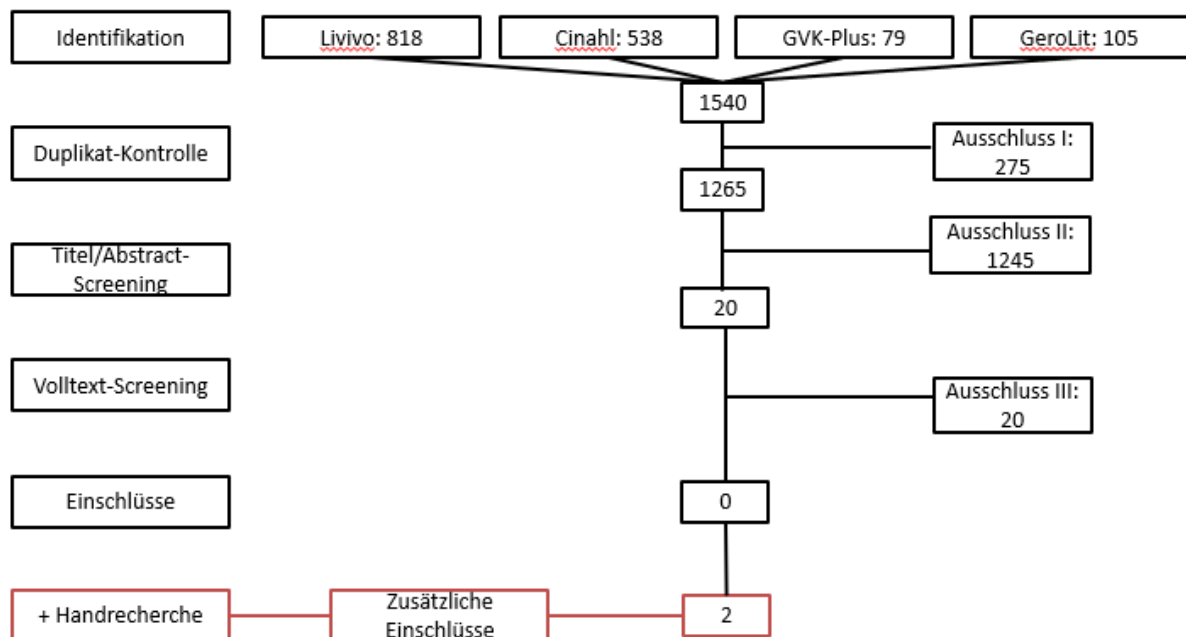 Identifikation
Livivo: 818
Cinahl: 538
GVK-Plus: 79
GeroLit: 105
1540
Duplikat-Kontrolle
Ausschluss I:
275
1265
Titel/Abstract-
Screening
Ausschluss II:
1245
20
Volltext-Screening
Ausschluss III:
20
Einschlüsse
0
+ Handrecherche
Zusätzliche
Einschlüsse
2